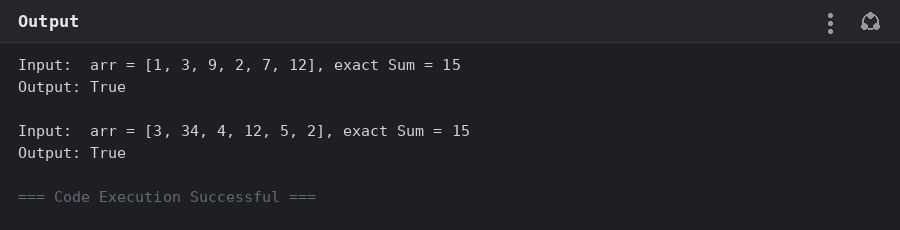 Output
Input:  arr = [1, 3, 9, 2, 7, 12], exact Sum = 15
Output: True
Input:  arr = [3, 34, 4, 12, 5, 2], exact Sum = 15
Output: True
=== Code Execution Successful ===